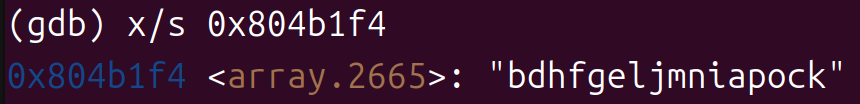 (gdb) x/s 0x804b1f4
0x804b1f4 <array.2665>: "bdhfgeljmniapock"